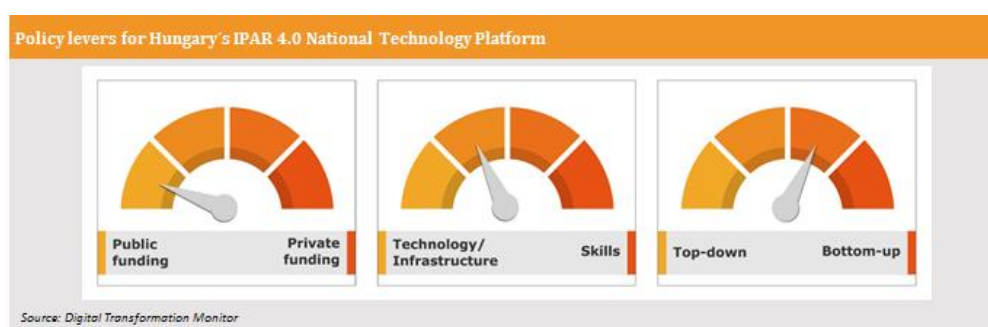 Policy levers for Hungary´s IPAR 4.0 National Technology Platform
Public
funding
Private
funding
Technology/
Infrastructure
Skills
Top-down
Bottom-up
Source: Digital Transformation Monitor